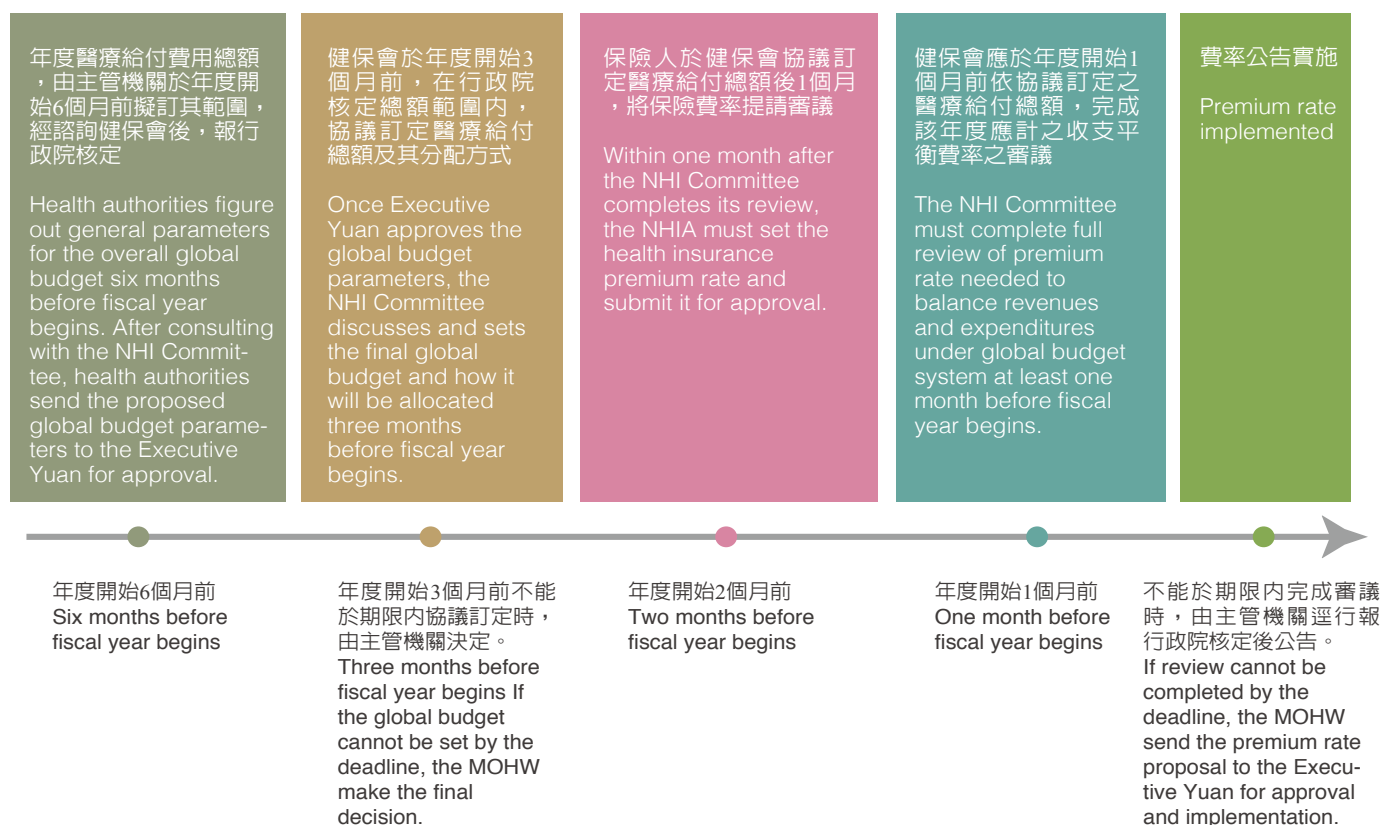 年度醫療給付費用總額
，由主管機關於年度開
始6個月前擬訂其範圍，
經諮詢健保會後，報行
政院核定
Health authorities figure
out general parameters
for the overall global
budget six months
before fiscal year
begins. After consulting
with the NHI Commit-
tee, health authorities
send the proposed
global budget parame-
ters to the Executive
Yuan for approval.
健保會於年度開始3
個月前，在行政院
核定總額範圍內，
協議訂定醫療給付
總額及其分配方式
Once Executive
Yuan approves the
global budget
parameters, the
NHI Committee
discusses and sets
the final global
budget and how it
will be allocated
three months
before fiscal year
begins.
保險人於健保會協議訂
定醫療給付總額後1個月
，將保險費率提請審議
Within one month after
the NHI Committee
completes its review,
the NHIA must set the
health insurance
premium rate and
submit it for approval.
健保會應於年度開始1
個月前依協議訂定之
醫療給付總額，完成
該年度應計之收支平
衡費率之審議
The NHI Committee
must complete full
review of premium
rate needed to
balance revenues
and expenditures
under global budget
system at least one
month before fiscal
year begins.
費率公告實施
Premium rate
implemented
年度開始6個月前
Six months before
fiscal year begins
年度開始3個月前不能
於期限內協議訂定時，
由主管機關決定。
Three months before
fiscal year begins If
the global budget
cannot be set by the
deadline, the MOHW
make the final
decision.
年度開始2個月前
Two months before
fiscal year begins
年度開始1個月前
One month before
fiscal year begins
不能於期限內完成審議
時，由主管機關逕行報
行政院核定後公告。
If review cannot be
completed by the
deadline, the MOHW
send the premium rate
proposal to the Execu-
tive Yuan for approval
and implementation.